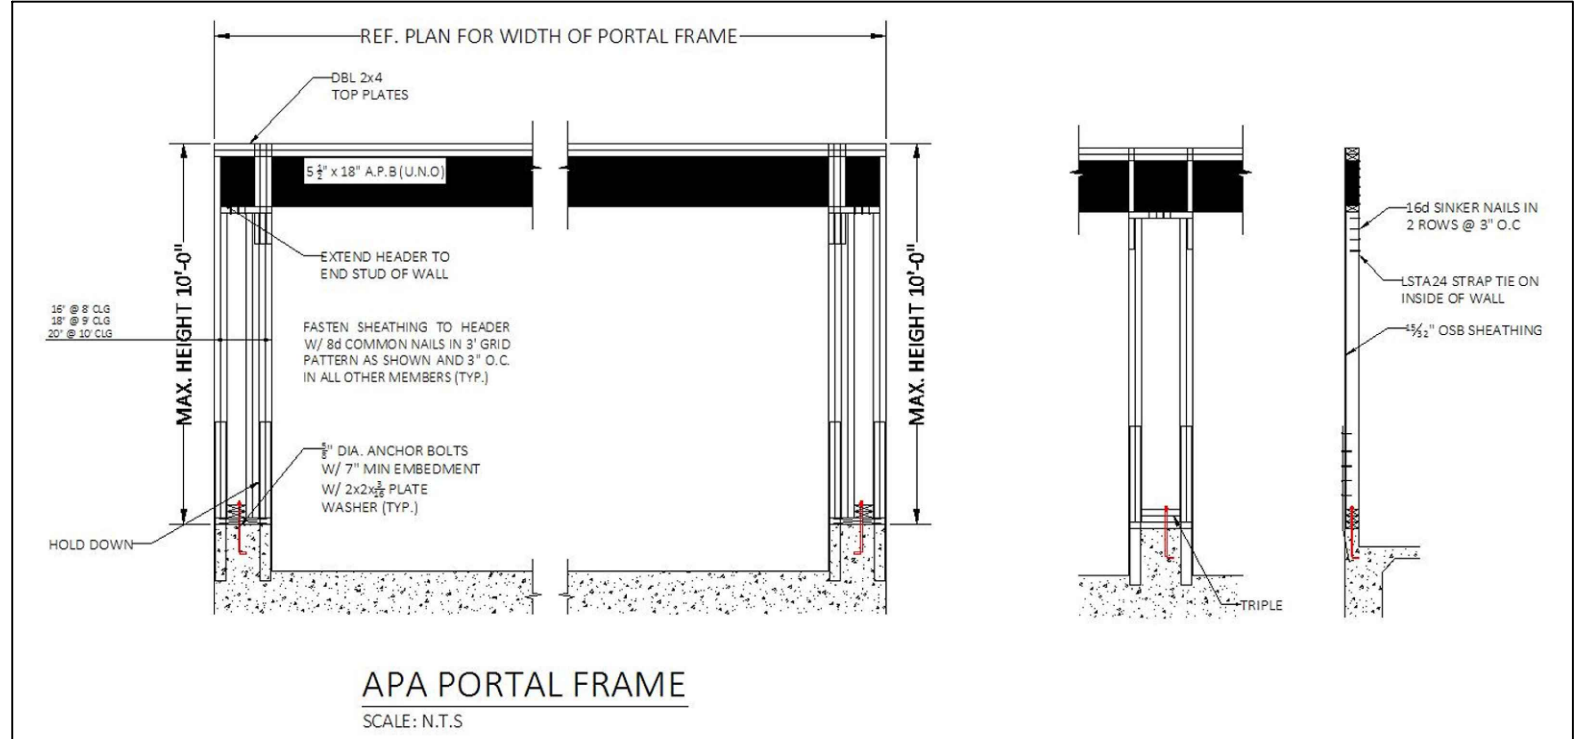 REF. PLAN FOR WIDTH OF PORTAL FRAME
DBL 2x4
TOP PLATES
5 1/2" x 18" A.P.B (U.N.O)
MAX. HEIGHT 10'-0"
EXTEND HEADER TO
END STUD OF WALL
16" @ 8' CLG
18" @ 9' CLG
20" @ 10' CLG
FASTEN SHEATHING TO HEADER
W/ 8d COMMON NAILS IN 3' GRID
PATTERN AS SHOWN AND 3" O.C.
IN ALL OTHER MEMBERS (TYP.)
5/8" DIA. ANCHOR BOLTS
W/ 7" MIN EMBEDMENT
W/ 2x2x3/16 PLATE
WASHER (TYP.)
HOLD DOWN
MAX. HEIGHT 10'-0"
16d SINKER NAILS IN
2 ROWS @ 3" O.C
LSTA24 STRAP TIE ON
INSIDE OF WALL
15/32" OSB SHEATHING
TRIPLE
APA PORTAL FRAME
SCALE: N.T.S